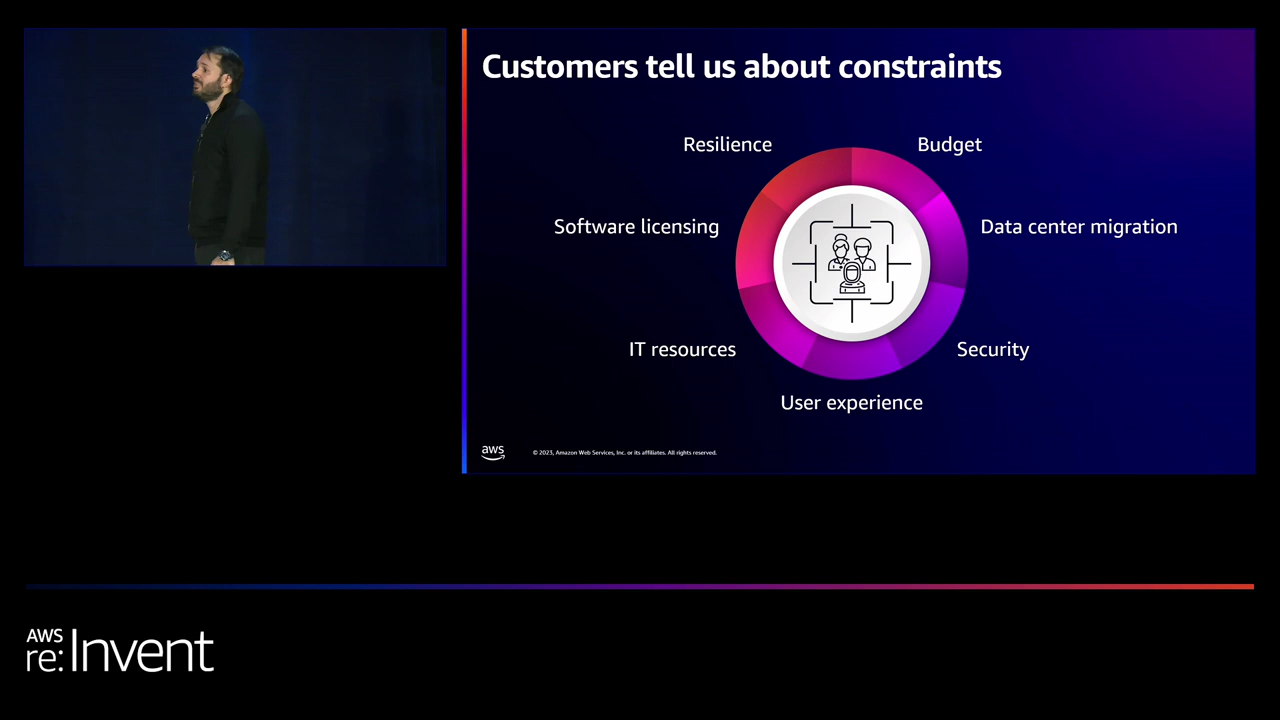 Customers tell us about constraints
Resilience
Budget
Software licensing
Data center migration
IT resources
Security
User experience
aws
© 2023, Amazon Web Services, Inc. or its affiliates. All rights reserved.
AWS
re:Invent